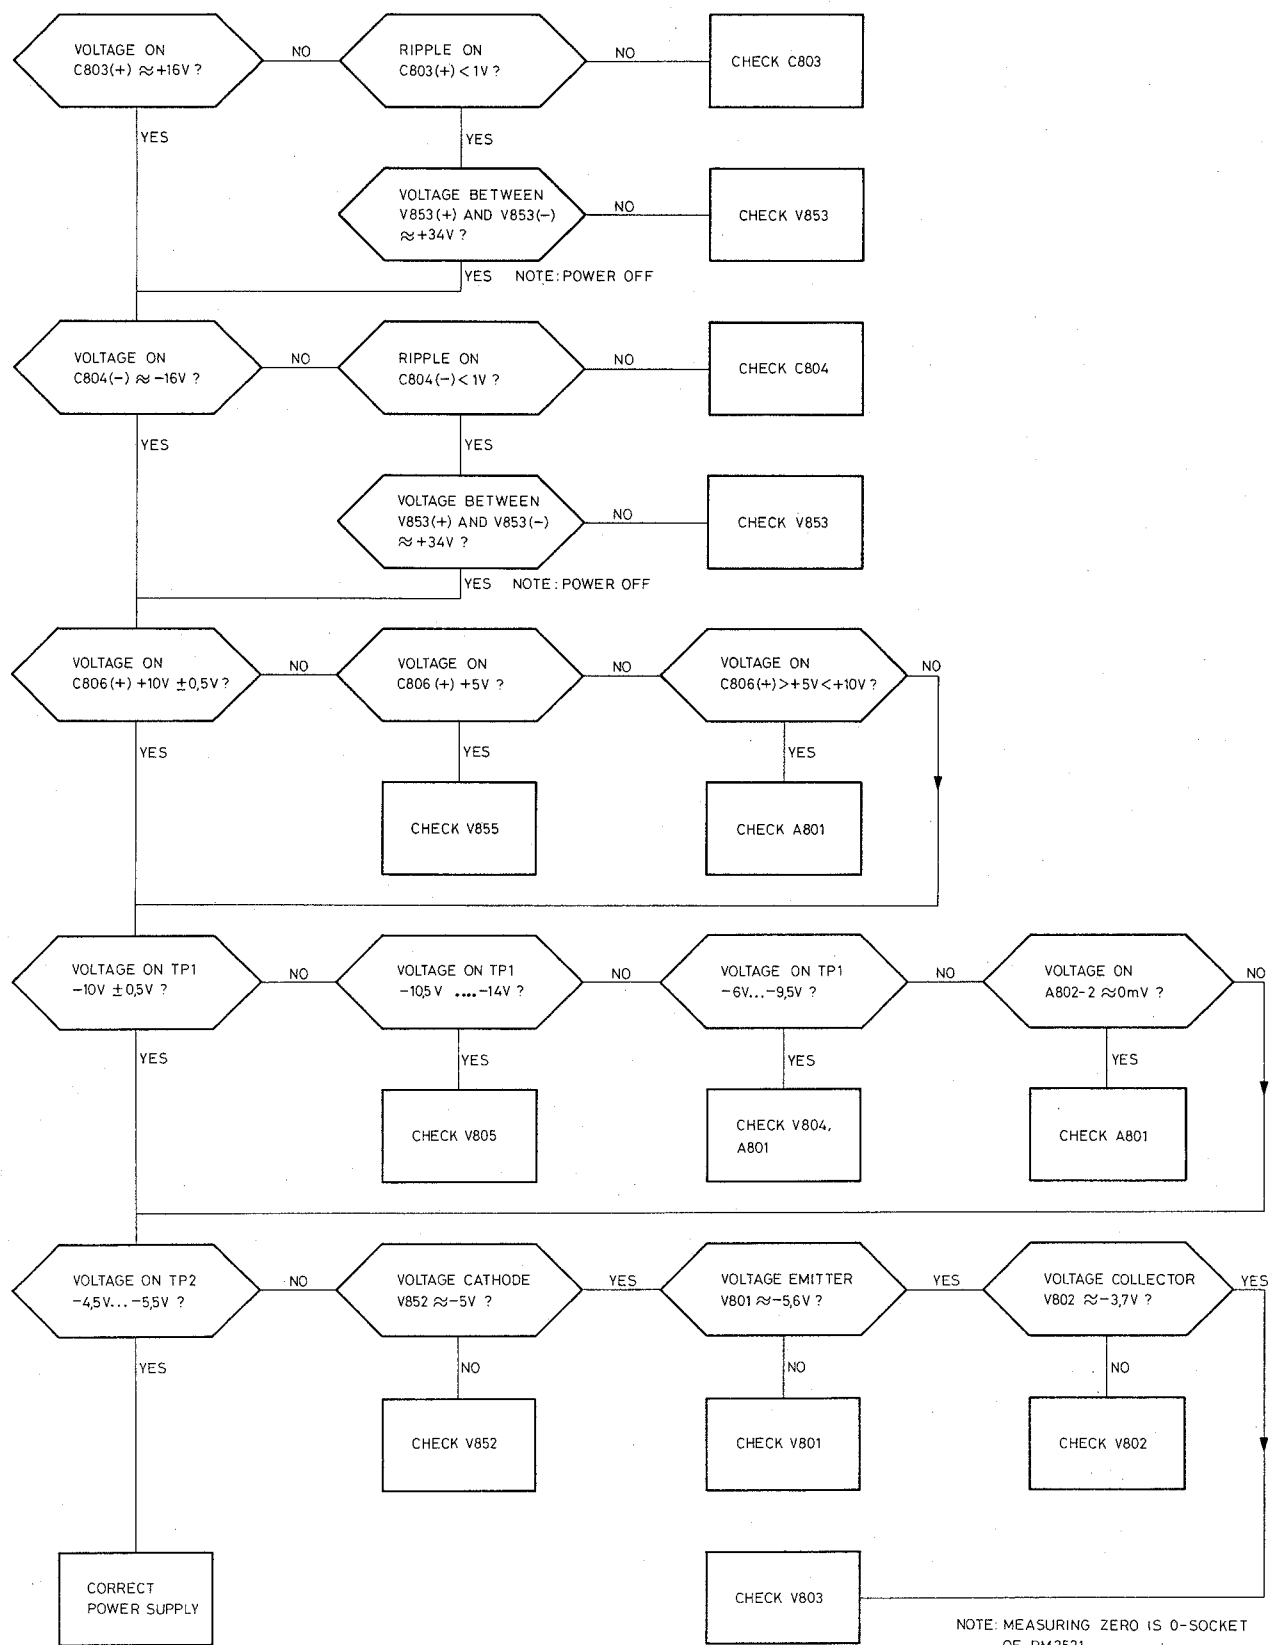 VOLTAGE ON
C803(+) ≈+16V ?
NO
RIPPLE ON
C803(+) < 1V ?
NO
CHECK C803
YES
YES
VOLTAGE BETWEEN
V853(+) AND V853(-)
≈+34V ?
NO
CHECK V853
YES NOTE: POWER OFF
VOLTAGE ON
C804(-) ≈ -16V ?
NO
RIPPLE ON
C804(-) < 1V ?
NO
CHECK C804
YES
YES
VOLTAGE BETWEEN
V853(+) AND V853(-)
≈+34V ?
NO
CHECK V853
YES NOTE: POWER OFF
VOLTAGE ON
C806(+) +10V ±0,5V ?
NO
VOLTAGE ON
C806(+) +5V ?
NO
VOLTAGE ON
C806(+)>+5V<+10V ?
NO
YES
YES
YES
CHECK V855
CHECK A801
VOLTAGE ON TP1
-10V ±0,5V ?
NO
VOLTAGE ON TP1
-10,5V ....-14V ?
NO
VOLTAGE ON TP1
-6V...-9,5V ?
NO
VOLTAGE ON
A802-2 ≈0mV ?
NO
YES
YES
YES
YES
CHECK V805
CHECK V804,
A801
CHECK A801
VOLTAGE ON TP2
-4,5V...-5,5V ?
NO
VOLTAGE CATHODE
V852 ≈-5V ?
YES
VOLTAGE EMITTER
V801 ≈-5,6V ?
YES
VOLTAGE COLLECTOR
V802 ≈-3,7V ?
YES
YES
NO
NO
NO
CHECK V852
CHECK V801
CHECK V802
CORRECT
POWER SUPPLY
CHECK V803
NOTE: MEASURING ZERO IS 0-SOCKET
OF PM2521